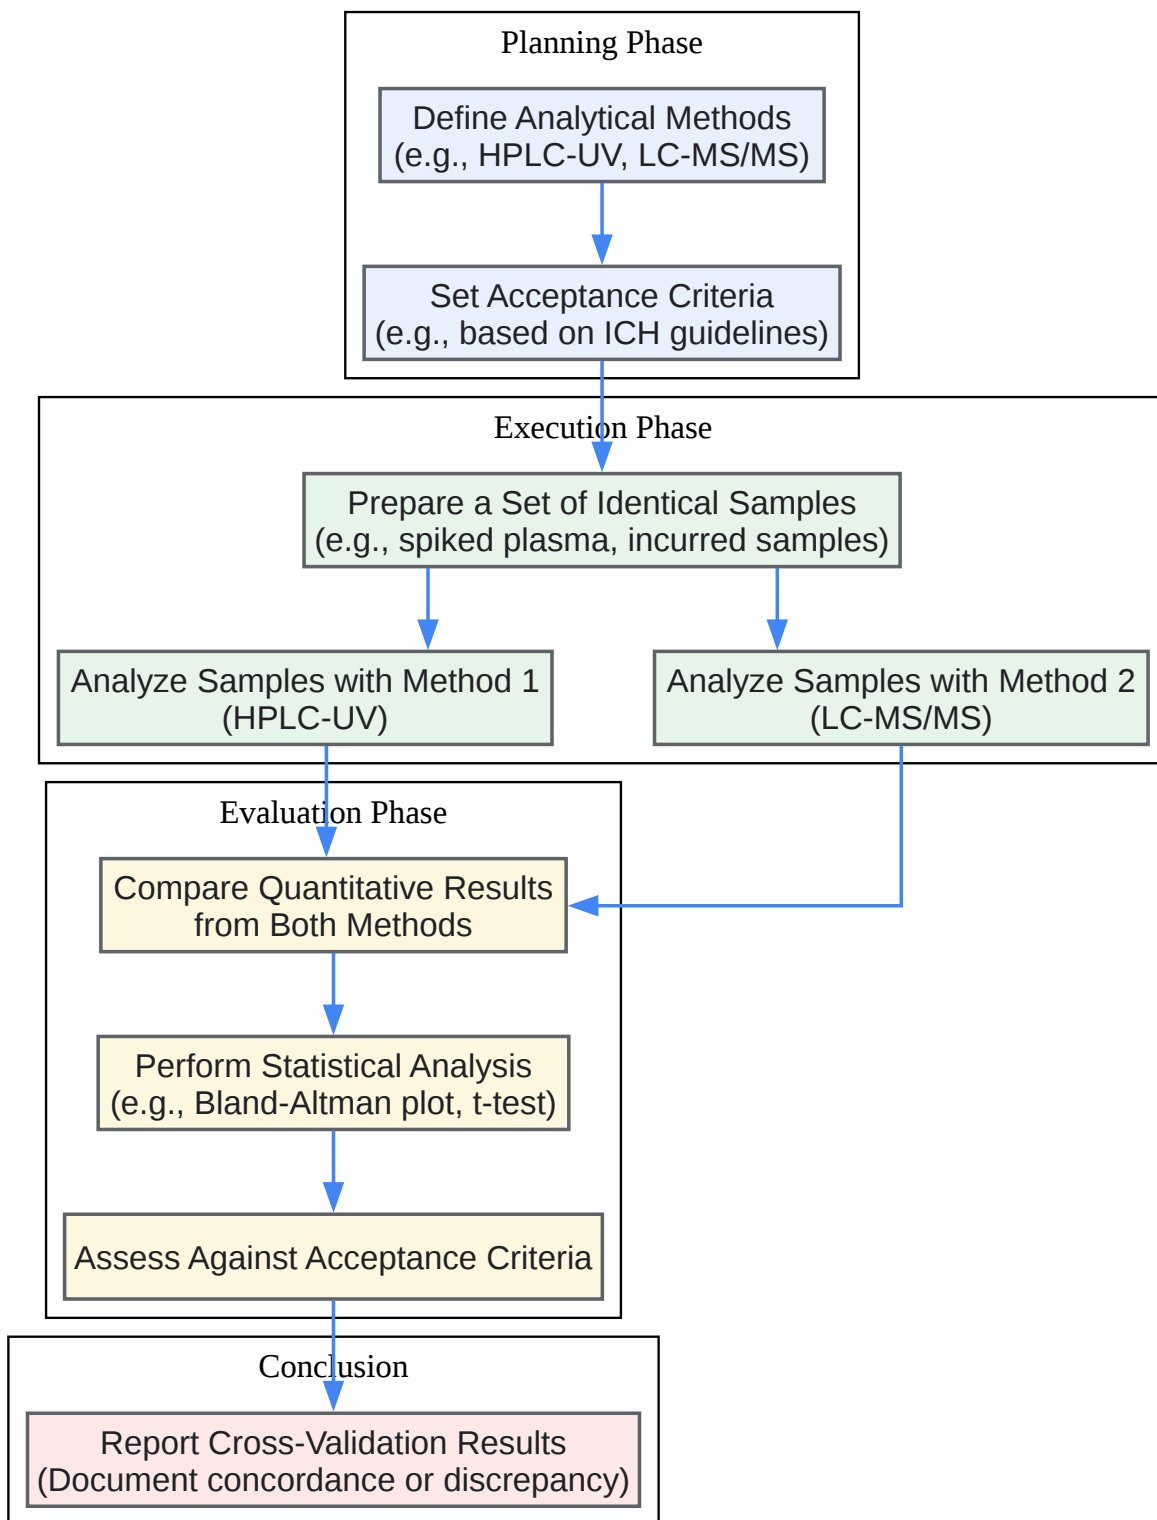 Planning Phase
Define Analytical Methods
(e.g., HPLC-UV, LC-MS/MS)
Set Acceptance Criteria
(e.g., based on ICH guidelines)
Execution Phase
Prepare a Set of Identical Samples
(e.g., spiked plasma, incurred samples)
Analyze Samples with Method 1
(HPLC-UV)
Analyze Samples with Method 2
(LC-MS/MS)
Evaluation Phase
Compare Quantitative Results
from Both Methods
Perform Statistical Analysis
(e.g., Bland-Altman plot, t-test)
Assess Against Acceptance Criteria
Conclusion
Report Cross-Validation Results
(Document concordance or discrepancy)